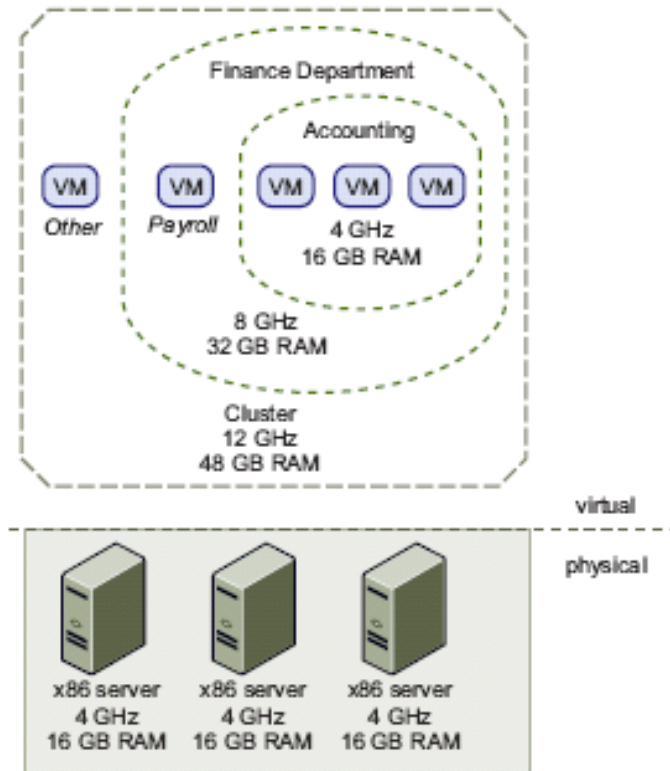 Finance Department
Accounting
VM
VM
VM
VM
VM
Other
Payroll
4 GHz
16 GB RAM
8 GHz
32 GB RAM
Cluster
12 GHz
48 GB RAM
virtual
physical
x86 server
4 GHz
16 GB RAM
x86 server
4 GHz
16 GB RAM
x86 server
4 GHz
16 GB RAM